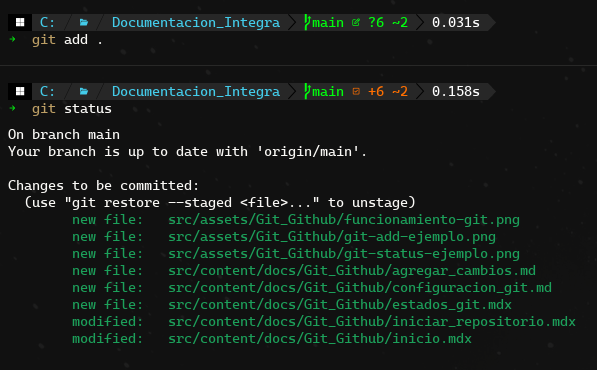 C: Documentacion_Integra main ?6 ~2 0.031s
git add .
C: Documentacion_Integra main +6 ~2 0.158s
git status
On branch main
Your branch is up to date with 'origin/main'.
Changes to be committed:
(use "git restore --staged <file>..." to unstage)
new file: src/assets/Git_Github/funcionamiento-git.png
new file: src/assets/Git_Github/git-add-ejemplo.png
new file: src/assets/Git_Github/git-status-ejemplo.png
new file: src/content/docs/Git_Github/agregar_cambios.md
new file: src/content/docs/Git_Github/configuracion_git.md
new file: src/content/docs/Git_Github/estados_git.mdx
modified: src/content/docs/Git_Github/iniciar_repositorio.mdx
modified: src/content/docs/Git_Github/inicio.mdx